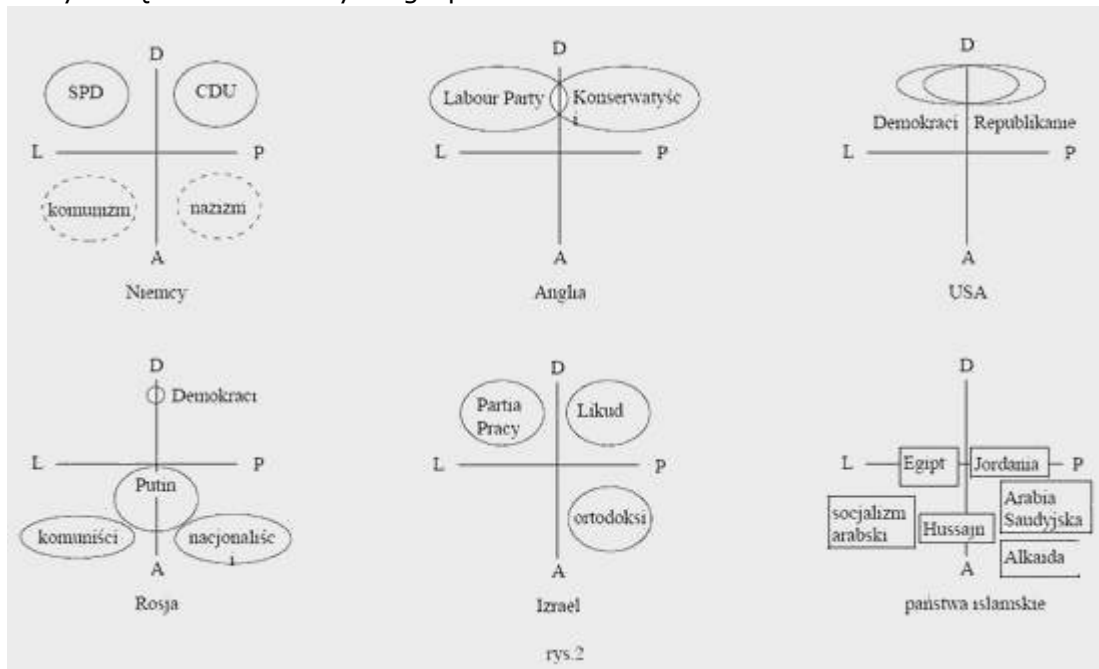 D
SPD
CDU
L
P
komunizm
nazizm
A
Niemcy
D
Labour Party
Konserwatyśc
i
L
P
A
Anglia
D
Demokraci
Republikanie
L
P
A
USA
D
Demokraci
L
P
Putin
komuniści
nacjonaliśc
i
A
Rosja
D
Partia
Pracy
Likud
L
P
ortodoksi
A
Izrael
D
L
Egipt
Jordania
P
socjalizm
arabski
Hussajn
Arabia
Saudyjska
Alkaida
A
państwa islamskie
rys.2